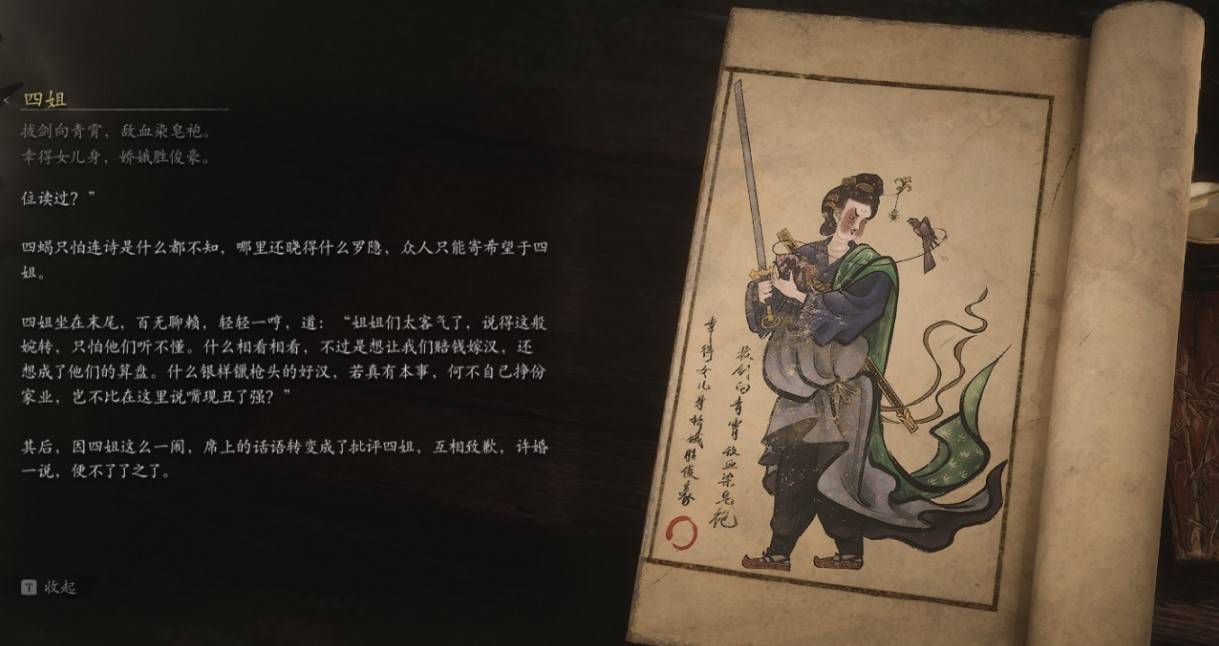 四姐
拔剑向青霄，敌血染皂袍。
幸得女儿身，娇娥胜俊豪。
位读过？”
四蝎只怕连诗是什么都不知，哪里还晓得什么罗隐，众人只能寄希望于四
姐。
四姐坐在末尾，百无聊赖，轻轻一哼，道：“姐姐们太客气了，说得这般
婉转，只怕他们听不懂。什么相看相看，不过是想让我们赔钱嫁汉，还
想成了他们的算盘。什么银样镴枪头的好汉，若真有本事，何不自己挣份
家业，岂不比在这里说嘴现丑了强？”
其后，因四姐这么一闹，席上的话语转变成了批评四姐，互相致歉，许婚
一说，便不了了之了。
T 收起
拔剑向青霄敌血染皂袍
幸得女儿身娇娥胜俊豪